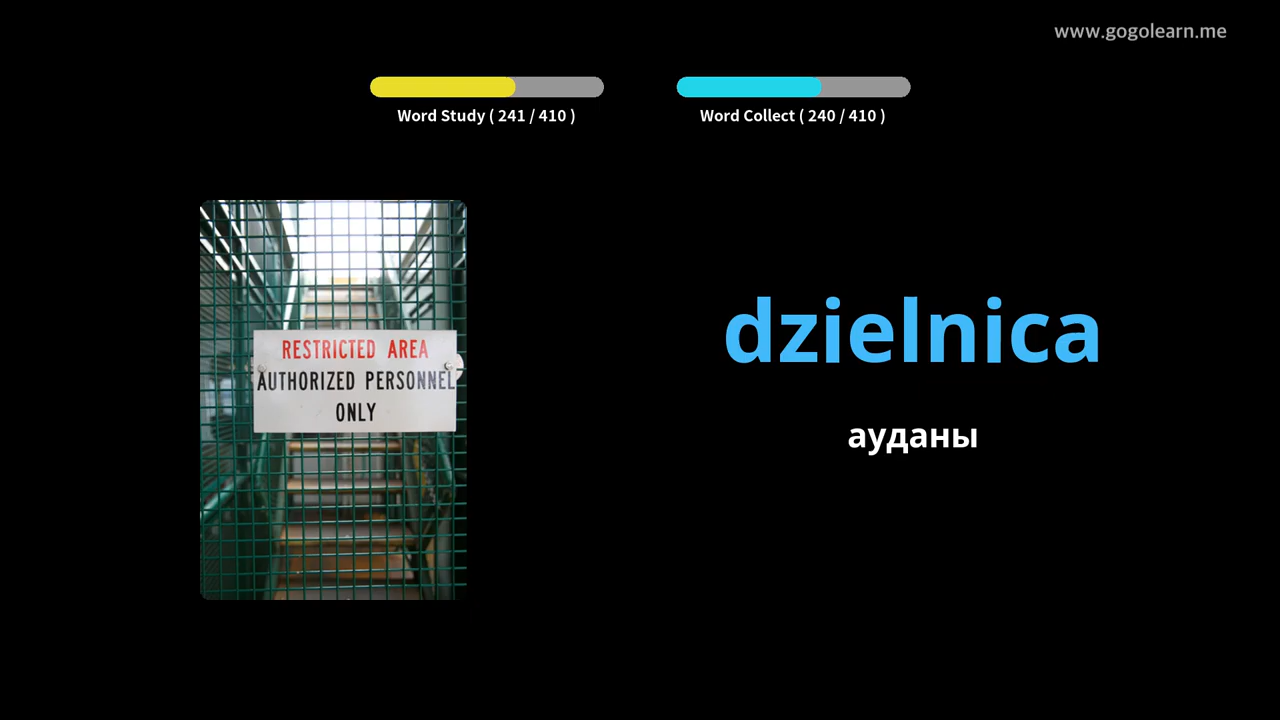 www.gogolearn.me
Word Study ( 241 / 410 )
Word Collect ( 240 / 410 )
RESTRICTED AREA
AUTHORIZED PERSONNEL
ONLY
dzielnica
ауданы